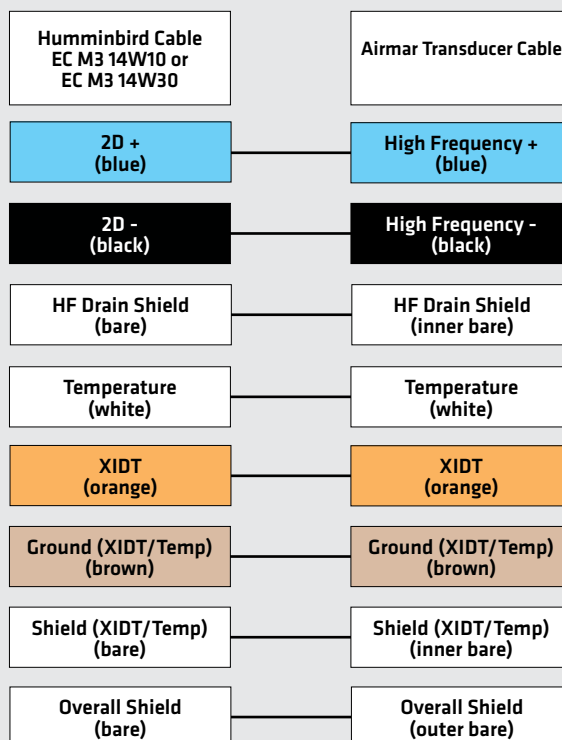 Humminbird Cable
EC M3 14W10 or
EC M3 14W30
Airmar Transducer Cable
2D +
(blue)
High Frequency +
(blue)
2D -
(black)
High Frequency -
(black)
HF Drain Shield
(bare)
HF Drain Shield
(inner bare)
Temperature
(white)
Temperature
(white)
XIDT
(orange)
XIDT
(orange)
Ground (XIDT/Temp)
(brown)
Ground (XIDT/Temp)
(brown)
Shield (XIDT/Temp)
(bare)
Shield (XIDT/Temp)
(inner bare)
Overall Shield
(bare)
Overall Shield
(outer bare)